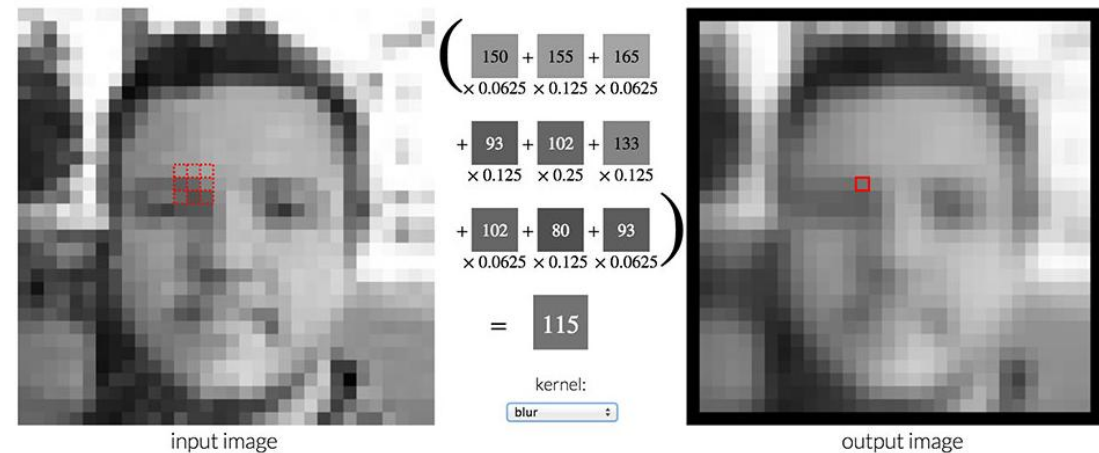 ( 150 + 155 + 165
× 0.0625 × 0.125 × 0.0625
+ 93 + 102 + 133
× 0.125 × 0.25 × 0.125
+ 102 + 80 + 93 )
× 0.0625 × 0.125 × 0.0625
= 115
kernel:
blur
input image
output image